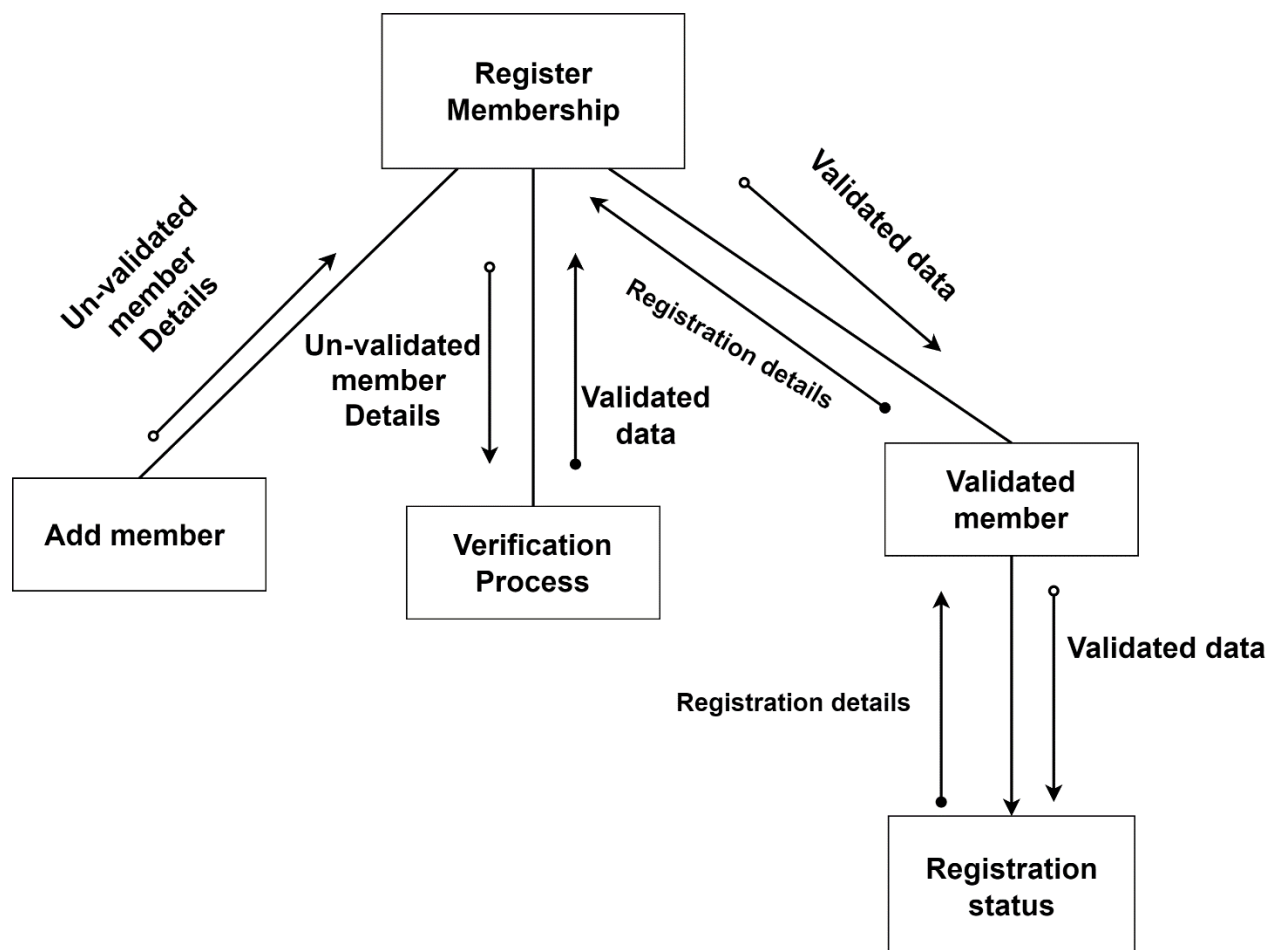 Register
Membership
Un-validated
member
Details
Un-validated
member
Details
Validated
data
Registration details
Validated data
Add member
Verification
Process
Validated
member
Registration details
Validated data
Registration
status